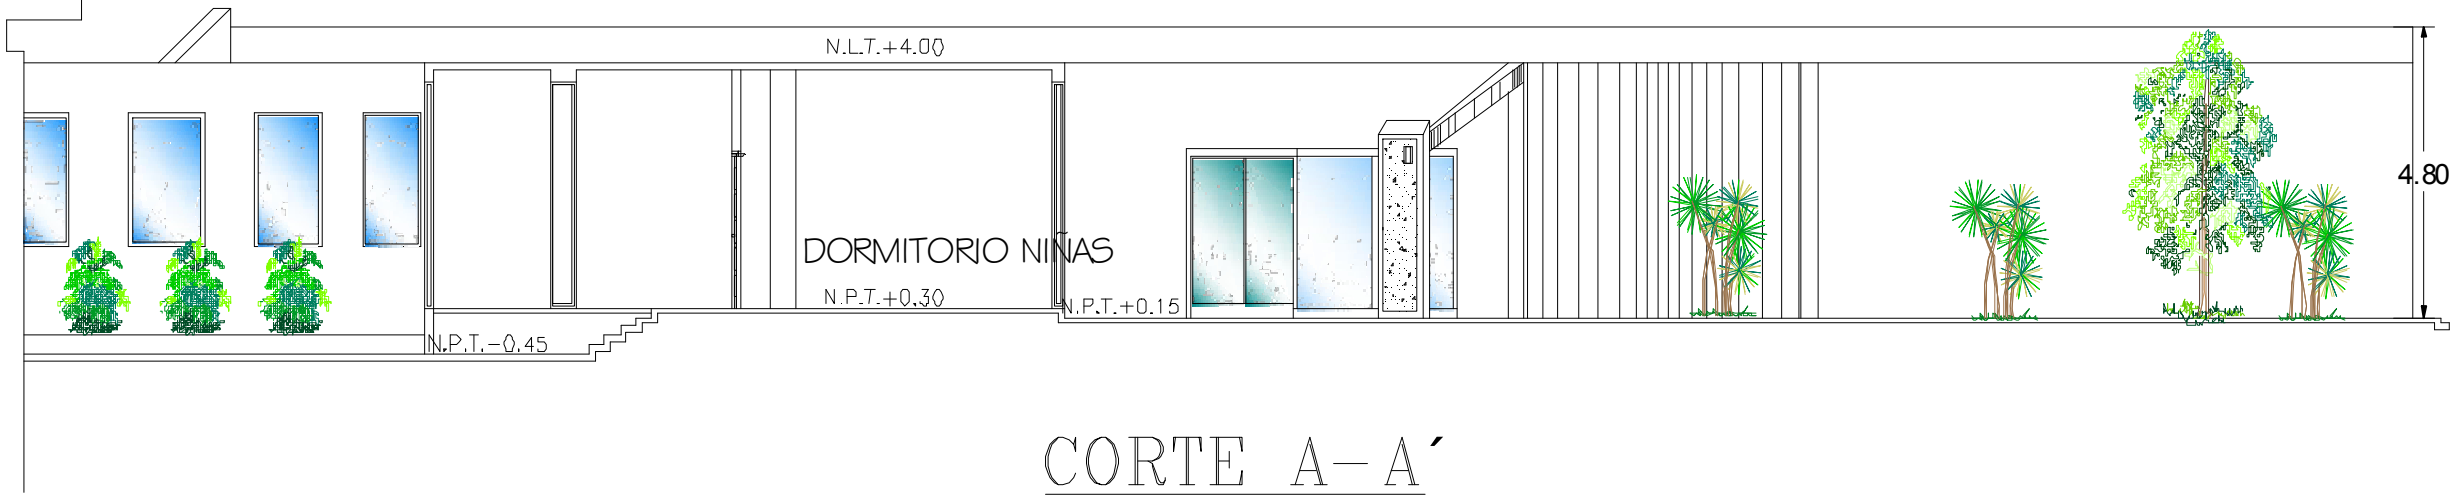 N.L.T.+4.00
4.80
DORMITORIO NIÑAS
N.P.T.+0.30
N.P.T.+0.15
N.P.T.-0.45
CORTE A-A´